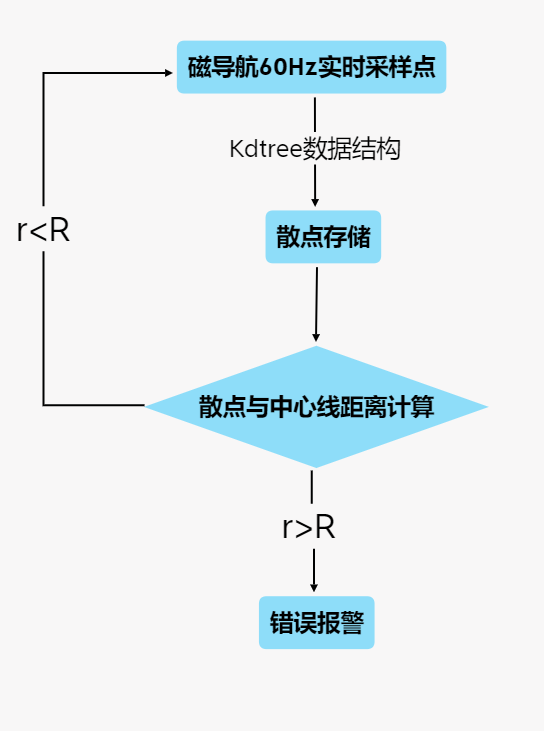 磁导航60Hz实时采样点
Kdtree数据结构
r<R
散点存储
散点与中心线距离计算
r>R
错误报警